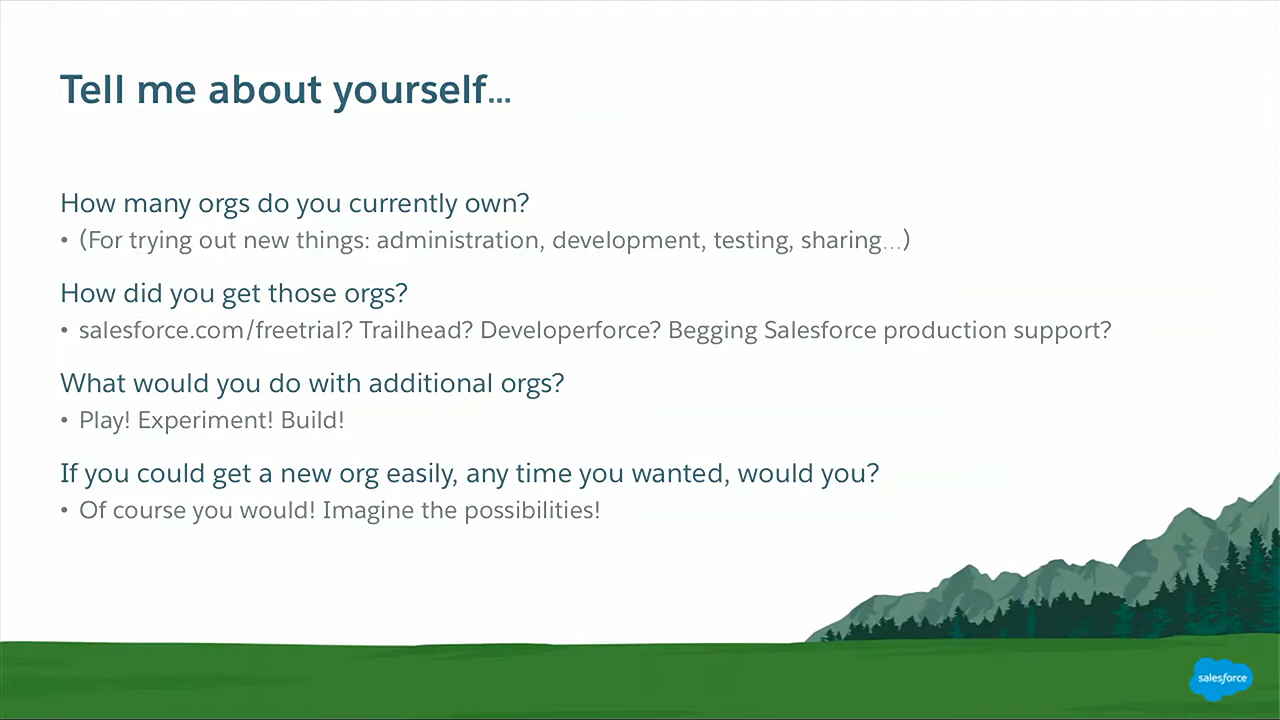 Tell me about yourself...
How many orgs do you currently own?
• (For trying out new things: administration, development, testing, sharing...)
How did you get those orgs?
• salesforce.com/freetrial? Trailhead? Developerforce? Begging Salesforce production support?
What would you do with additional orgs?
• Play! Experiment! Build!
If you could get a new org easily, any time you wanted, would you?
• Of course you would! Imagine the possibilities!
salesforce